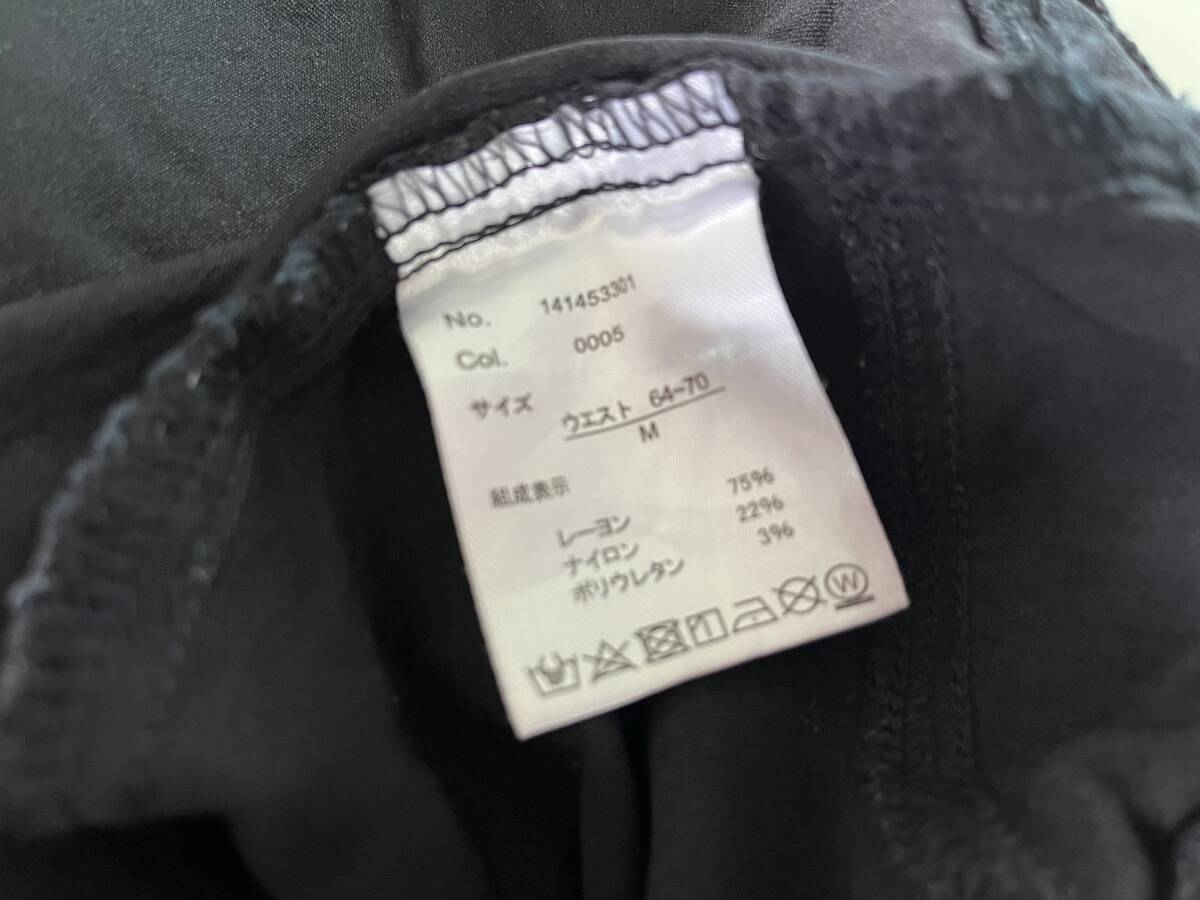 No. 141453301
Col. 0005
サイズ ウエスト 64~70
M
組成表示
レーヨン 75%
ナイロン 22%
ポリウレタン 3%
W